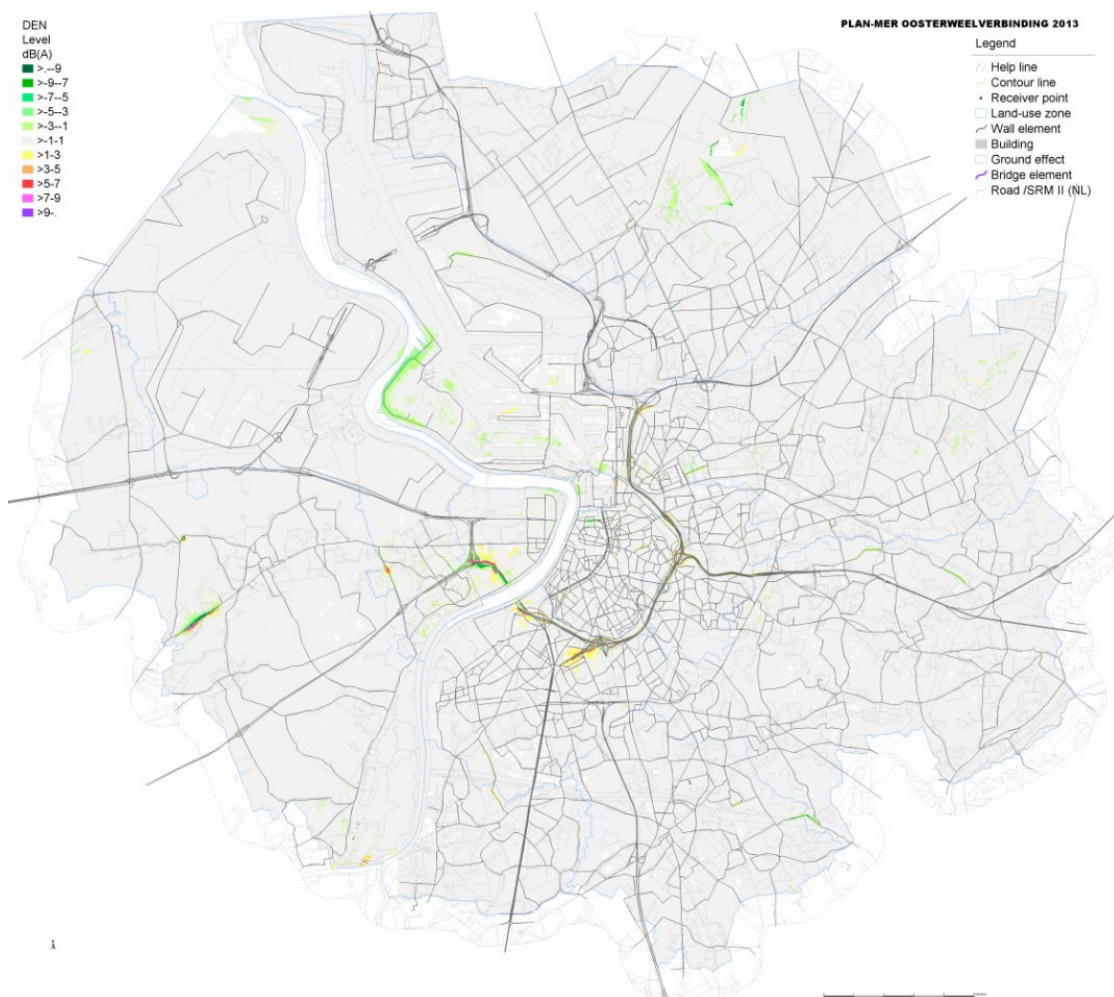 DEN
Level
dB(A)
>.--9
>-9--7
>-7--5
>-5--3
>-3--1
>-1-1
>1-3
>3-5
>5-7
>7-9
>9-.
PLAN-MER OOSTERWEELVERBINDING 2013
Legend
Help line
Contour line
Receiver point
Land-use zone
Wall element
Building
Ground effect
Bridge element
Road /SRM II (NL)